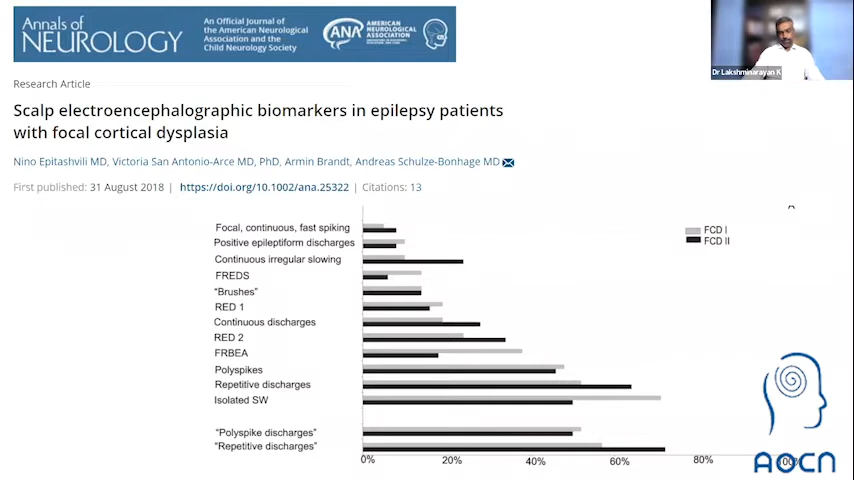 Annals of
NEUROLOGY
An Official Journal of
the American Neurological
Association and the
Child Neurology Society
ANA
AMERICAN
NEUROLOGICAL
ASSOCIATION
Dr Lakshminarayan K
Research Article
Scalp electroencephalographic biomarkers in epilepsy patients
with focal cortical dysplasia
Nino Epitashvili MD, Victoria San Antonio-Arce MD, PhD, Armin Brandt, Andreas Schulze-Bonhage MD
First published: 31 August 2018 | https://doi.org/10.1002/ana.25322 | Citations: 13
Focal, continuous, fast spiking
Positive epileptiform discharges
Continuous irregular slowing
FREDS
"Brushes"
RED 1
Continuous discharges
RED 2
FRBEA
Polyspikes
Repetitive discharges
Isolated SW
"Polyspike discharges"
"Repetitive discharges"
FCD I
FCD II
0% 20% 40% 60% 80% 100%
AOCN